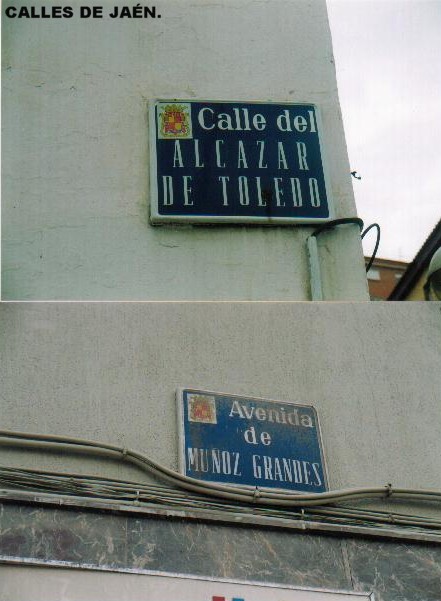 CALLES DE JAÉN.
Calle del
ALCAZAR
DE TOLEDO
Avenida
de
MUÑOZ GRANDES